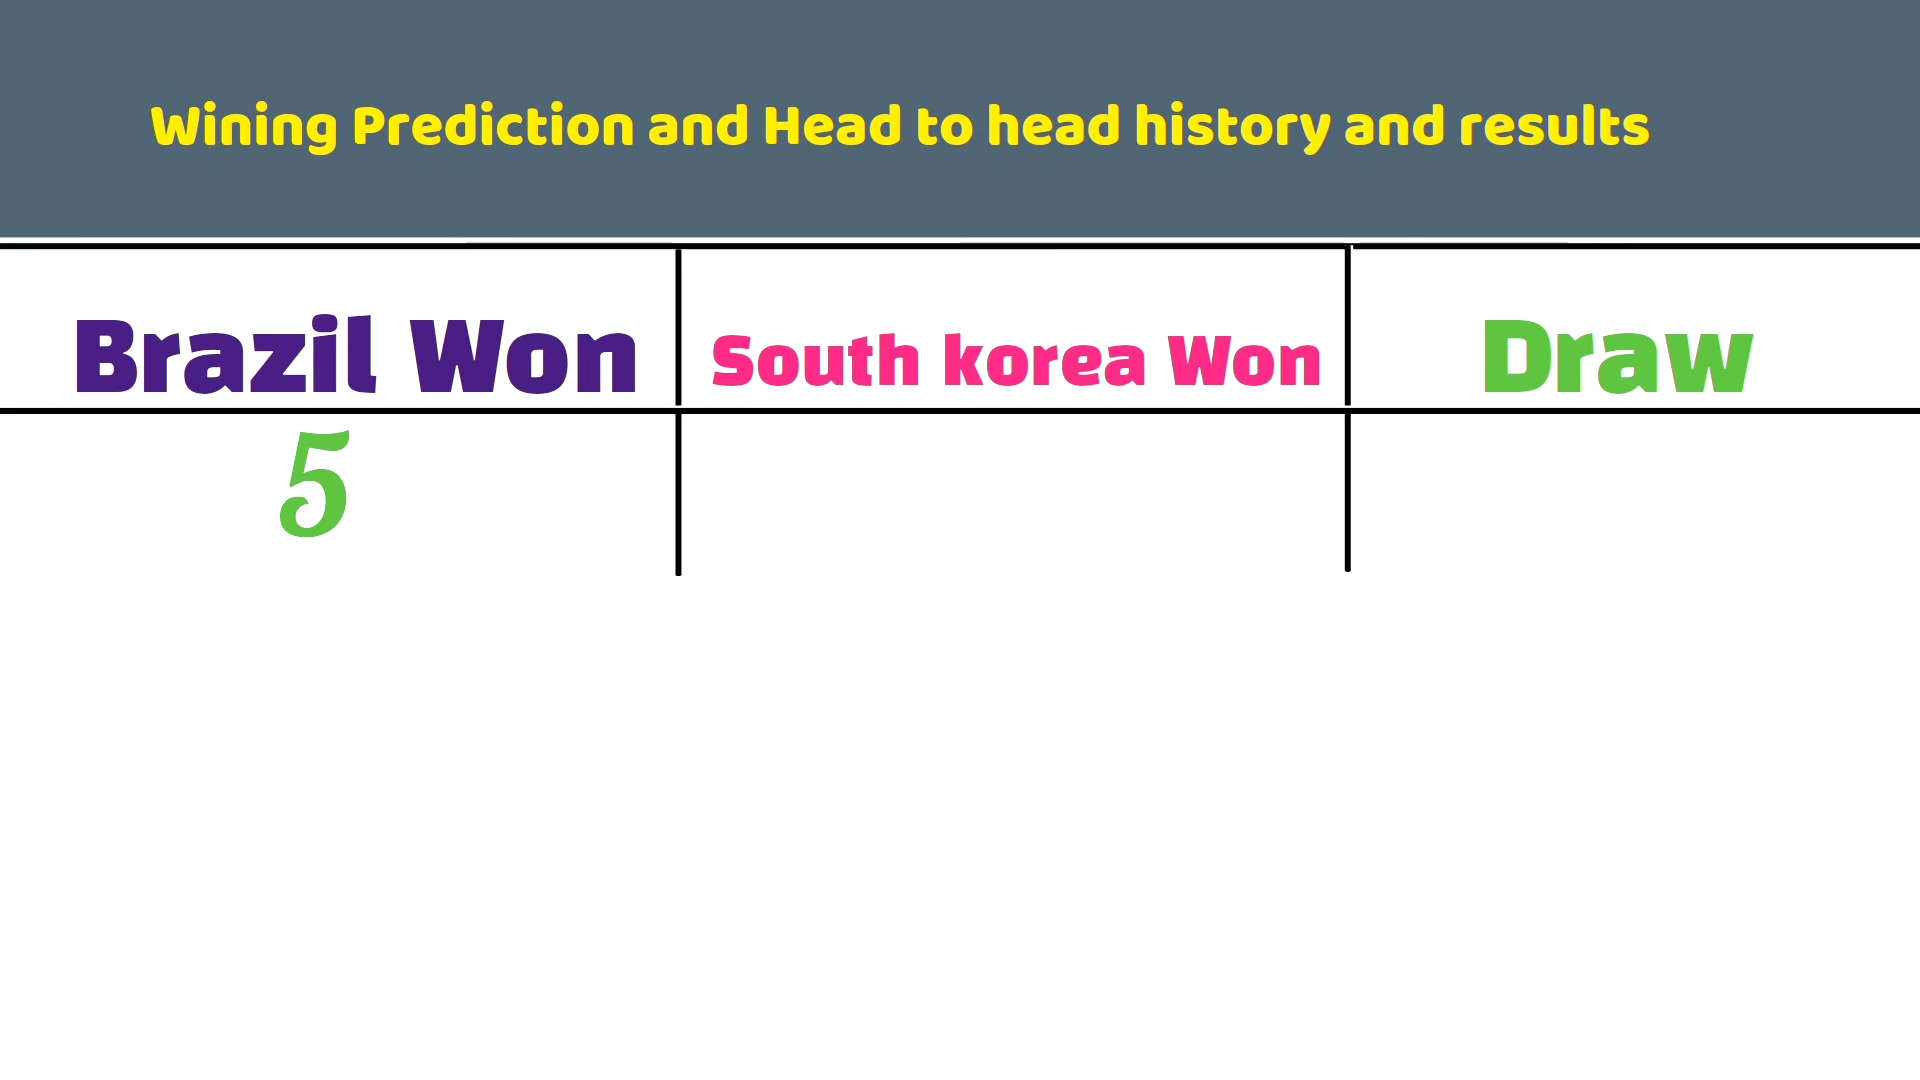 Wining Prediction and Head to head history and results
Brazil Won South korea Won Draw
5